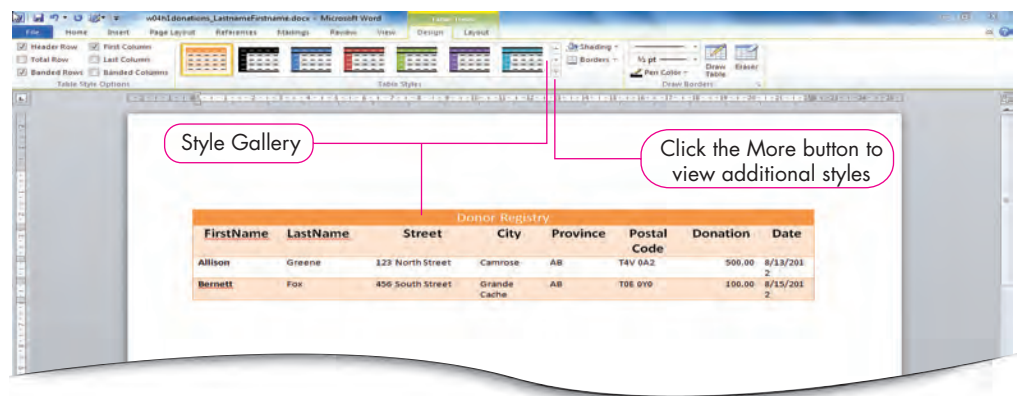 w04h1donations_LastnameFirstname.docx - Microsoft Word
Table Tools
File Home Insert Page Layout References Mailings Review View Design Layout
Header Row First Column
Total Row Last Column
Banded Rows Banded Columns
Table Style Options
Table Styles
Shading
Borders
½ pt
Pen Color
Draw Table
Eraser
Draw Borders
Style Gallery
Click the More button to
view additional styles
Donor Registry
FirstName LastName Street City Province Postal Code Donation Date
Allison Greene 123 North Street Camrose AB T4V 0A2 500.00 8/13/2012
Bernett Fox 456 South Street Grande Cache AB T0E 0Y0 100.00 8/15/2012